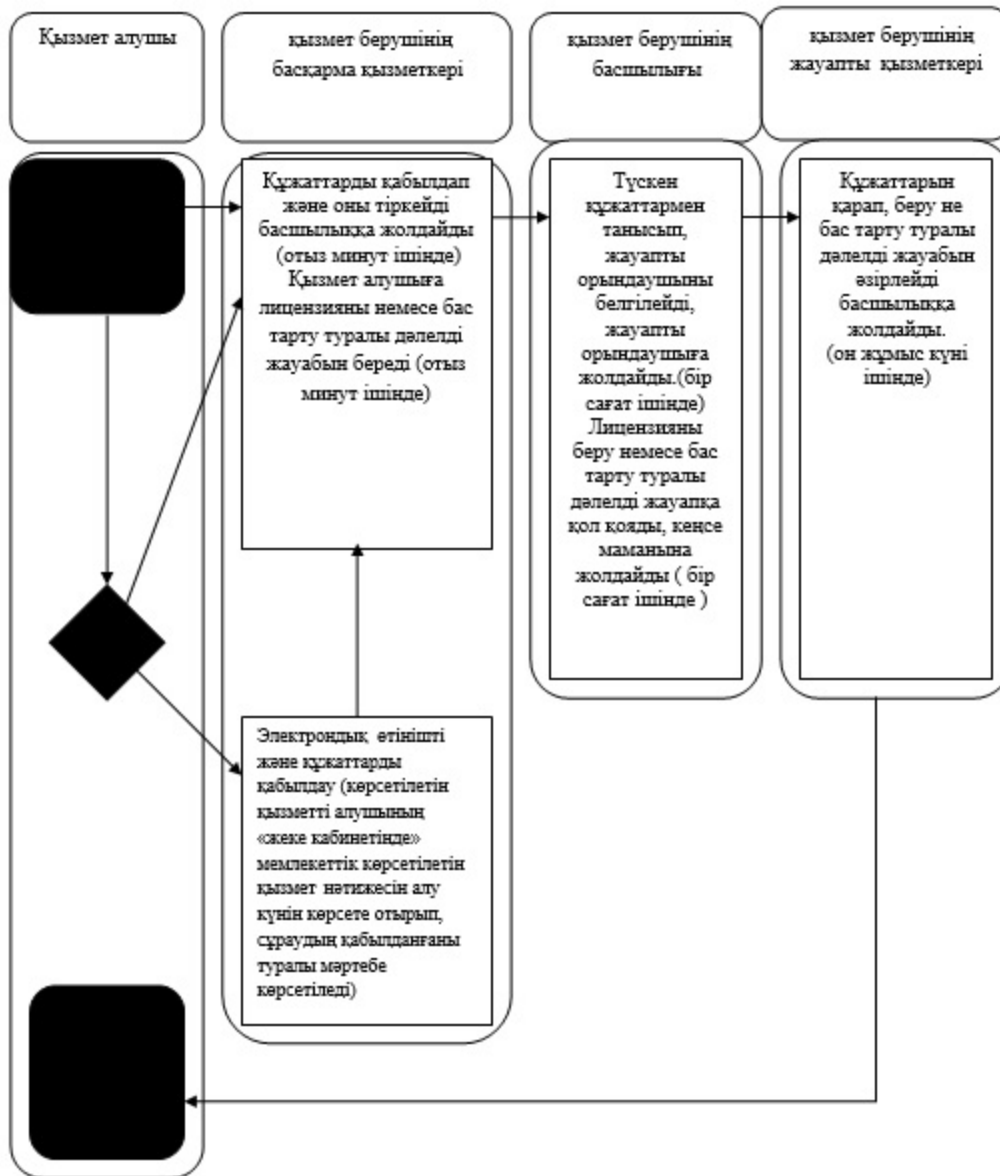 Қызмет алушы
қызмет берушінің
басқарма қызметкері
қызмет берушінің
басшылығы
қызмет берушінің
жауапты қызметкері
Құжаттарды қабылдап
және оны тіркейді
басшылыққа жолдайды
(отыз минут ішінде)
Қызмет алушыға
лицензияны немесе бас
тарту туралы дәлелді
жауабын береді (отыз
минут ішінде)
Түскен
құжаттармен
танысып,
жауапты
орындаушыны
белгілейді,
жауапты
орындаушыға
жолдайды.(бір
сағат ішінде)
Лицензияны
беру немесе бас
тарту туралы
дәлелді жауапқа
қол қояды, кеңсе
маманына
жолдайды ( бір
сағат ішінде )
Құжаттарын
қарап, беру не
бас тарту туралы
дәлелді жауабын
әзірлейді
басшылыққа
жолдайды.
(он жұмыс күні
ішінде)
Электрондық өтінішті
және құжаттарды
қабылдау (көрсетілетін
қызметті алушының
«жеке кабинетінде»
мемлекеттік көрсетілетін
қызмет нәтижесін алу
күнін көрсете отырып,
сұраудың қабылданғаны
туралы мәртебе
көрсетіледі)